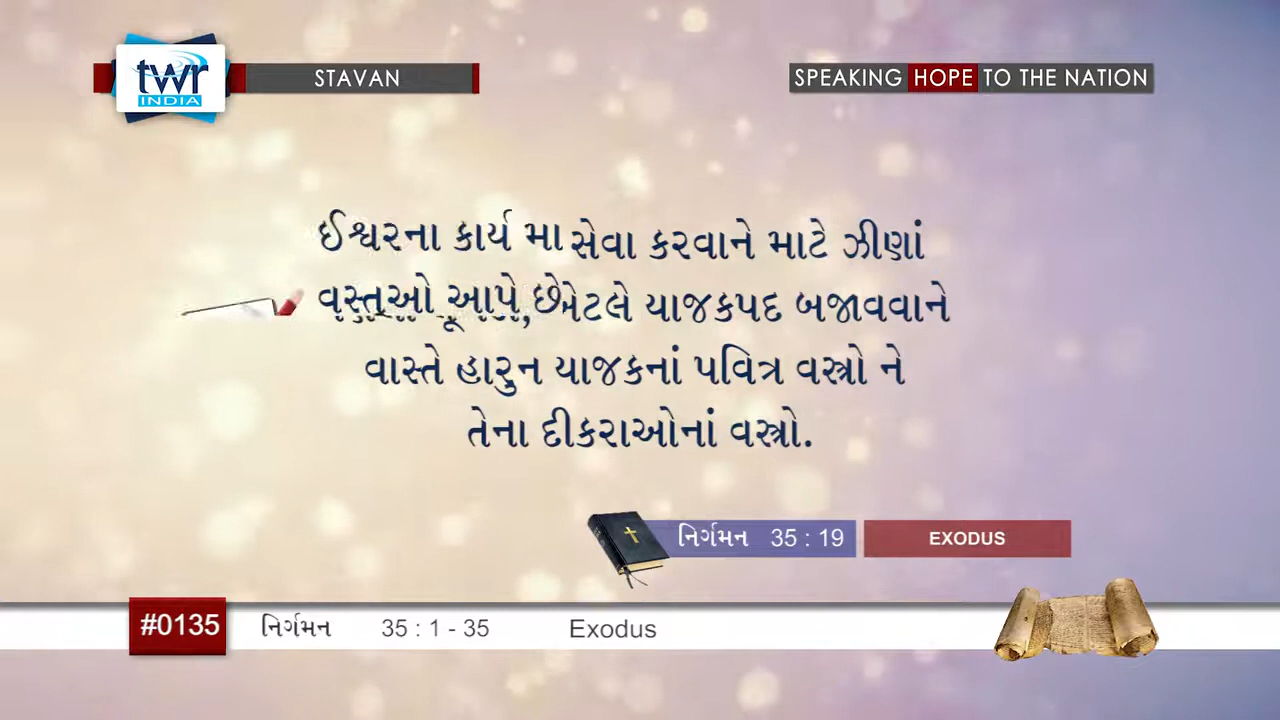 twr
INDIA
STAVAN
SPEAKING HOPE TO THE NATION
ઈશ્વરના કાર્ય મા સેવા કરવાને માટે ઝીણાં
વસ્તુઓ આપે છે એટલે યાજકપદ બજાવવાને
વાસ્તે હારુન યાજકનાં પવિત્ર વસ્ત્રો ને
તેના દીકરાઓનાં વસ્ત્રો.
નિર્ગમન 35 : 19 EXODUS
#0135 નિર્ગમન 35 : 1 - 35 Exodus